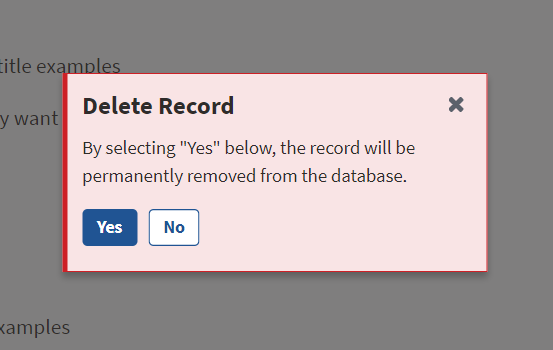 title examples
y want
Delete Record
By selecting "Yes" below, the record will be
permanently removed from the database.
Yes No
xamples